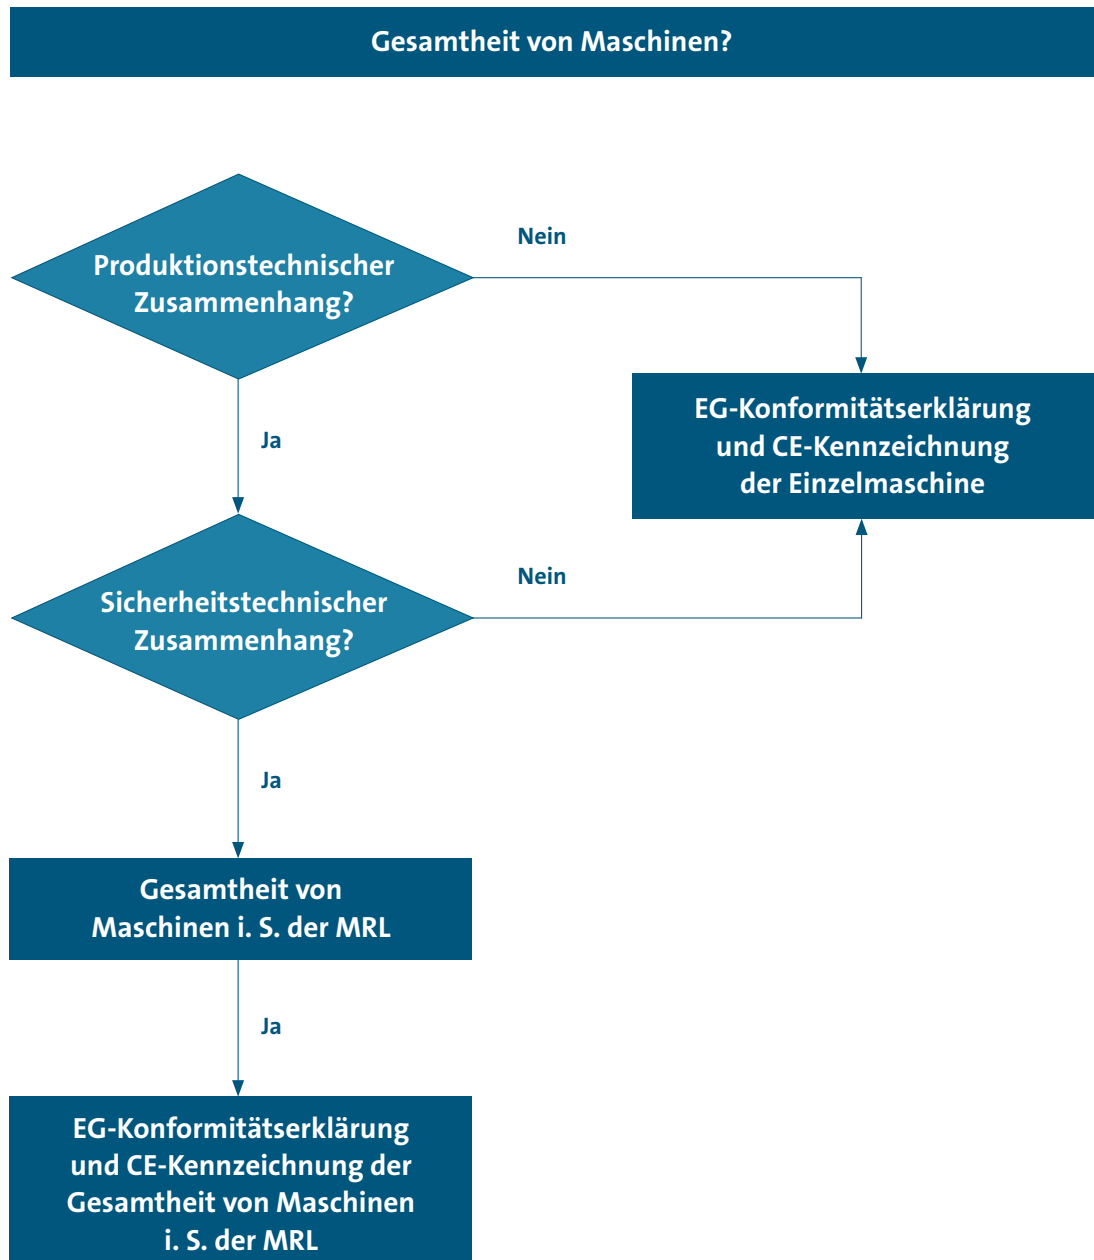 Gesamtheit von Maschinen?
Produktionstechnischer
Zusammenhang?
Nein
EG-Konformitätserklärung
und CE-Kennzeichnung
der Einzelmaschine
Ja
Sicherheitstechnischer
Zusammenhang?
Nein
Ja
Gesamtheit von
Maschinen i. S. der MRL
Ja
EG-Konformitätserklärung
und CE-Kennzeichnung der
Gesamtheit von Maschinen
i. S. der MRL